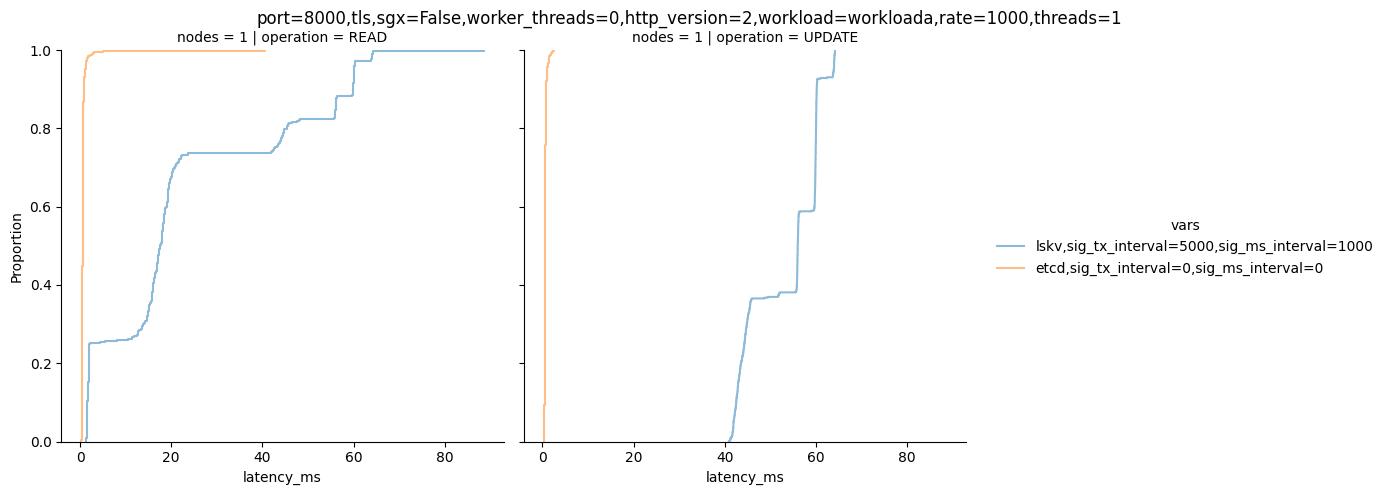 port=8000,tls,sgx=False,worker_threads=0,http_version=2,workload=workloada,rate=1000,threads=1
nodes = 1 | operation = READ
nodes = 1 | operation = UPDATE
1.0
0.8
0.6
0.4
0.2
0.0
Proportion
0 20 40 60 80
latency_ms
0 20 40 60 80
latency_ms
vars
lskv,sig_tx_interval=5000,sig_ms_interval=1000
etcd,sig_tx_interval=0,sig_ms_interval=0